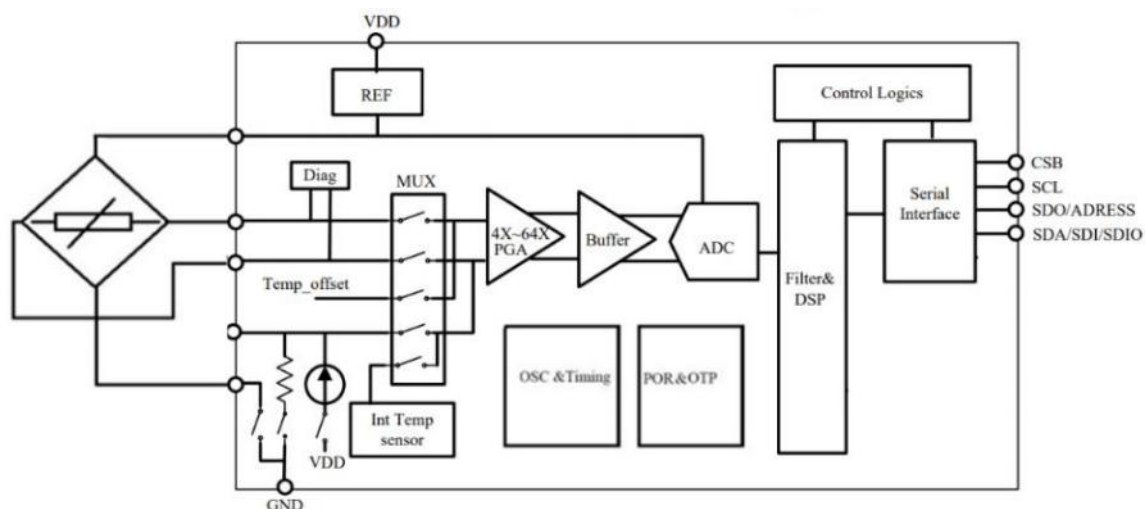 VDD
REF
Control Logics
Diag
MUX
CSB
SCL
SDO/ADRESS
SDA/SDI/SDIO
Serial
Interface
4X~64X
PGA
Buffer
ADC
Temp_offset
Filter&
DSP
OSC &Timing
POR&OTP
Int Temp
sensor
VDD
GND